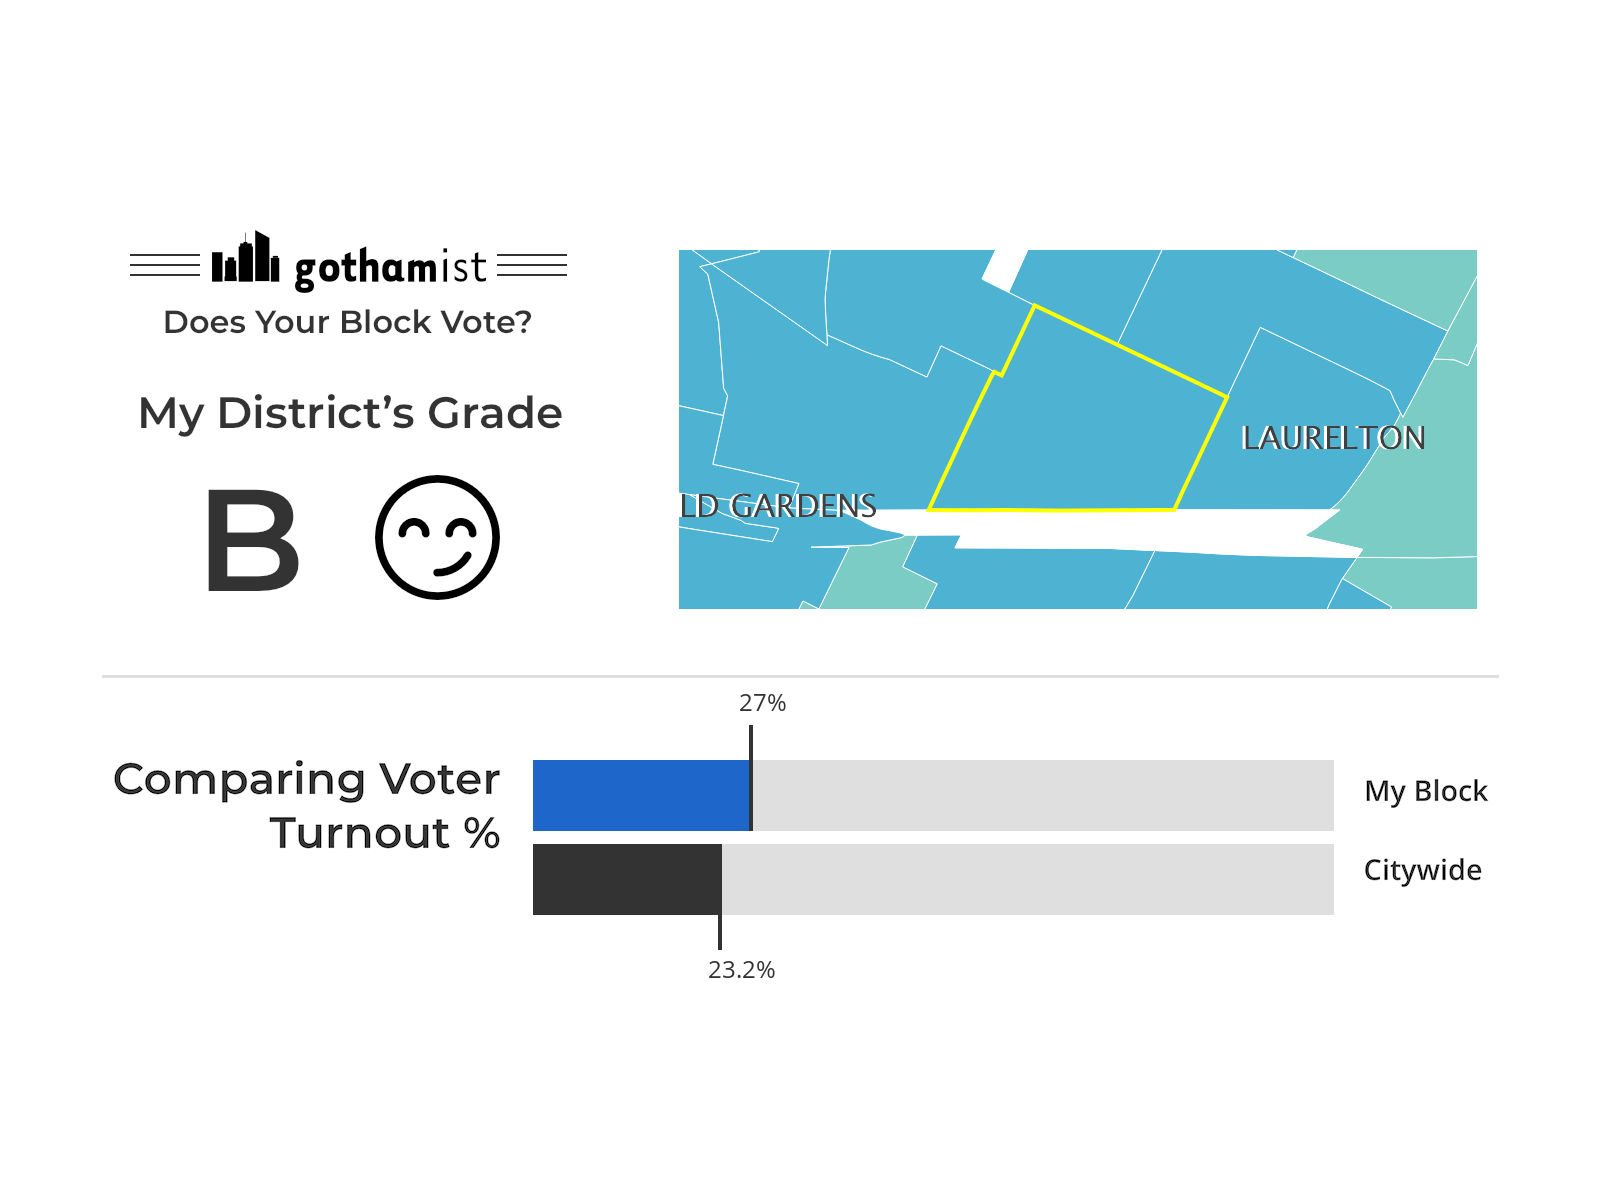 gothamist
Does Your Block Vote?
My District’s Grade
B
LAURELTON
LD GARDENS
27%
Comparing Voter
Turnout %
My Block
Citywide
23.2%